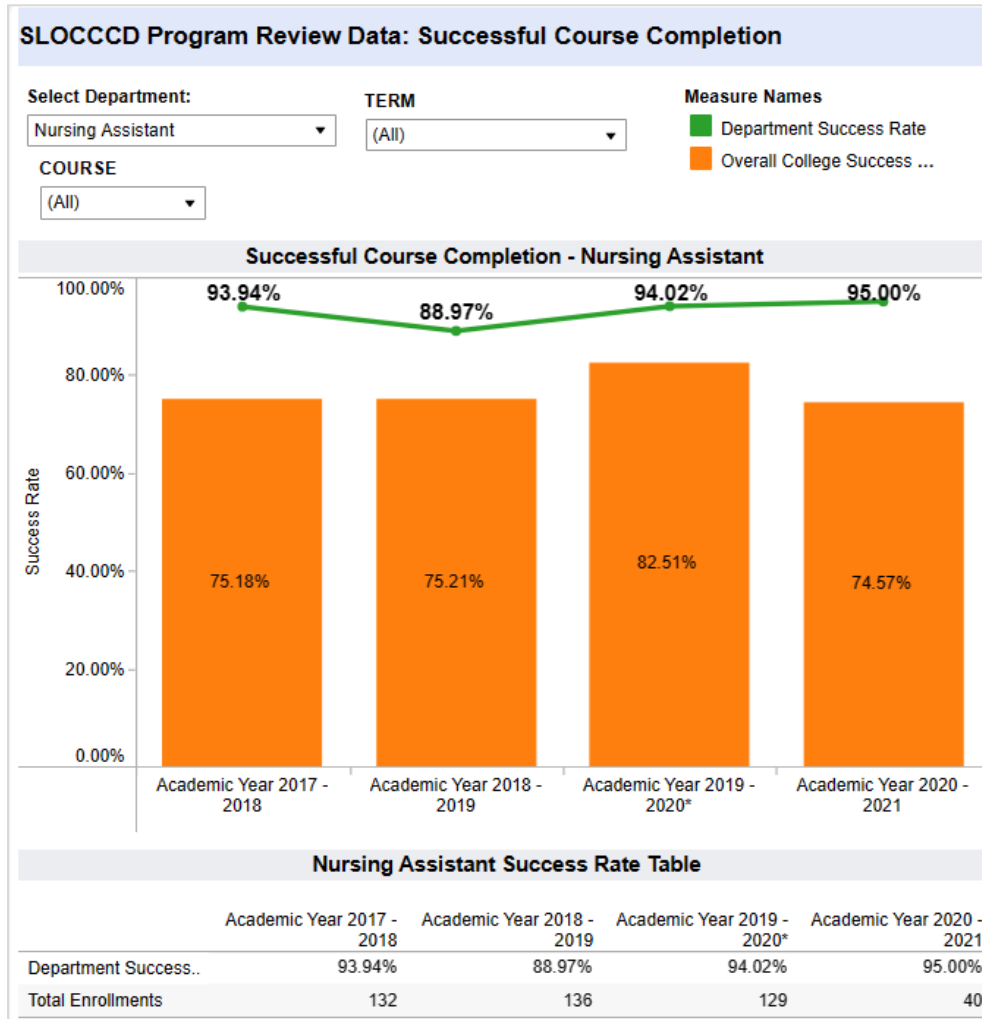 SLOCCCD Program Review Data: Successful Course Completion
Select Department:
Nursing Assistant
TERM
(All)
Measure Names
Department Success Rate
Overall College Success ...
COURSE
(All)
Successful Course Completion - Nursing Assistant
100.00%
80.00%
60.00%
40.00%
20.00%
0.00%
Success Rate
93.94%
88.97%
94.02%
95.00%
75.18%
75.21%
82.51%
74.57%
Academic Year 2017 -
2018
Academic Year 2018 -
2019
Academic Year 2019 -
2020*
Academic Year 2020 -
2021
Nursing Assistant Success Rate Table
Academic Year 2017 -
2018
Academic Year 2018 -
2019
Academic Year 2019 -
2020*
Academic Year 2020 -
2021
Department Success.. 93.94% 88.97% 94.02% 95.00%
Total Enrollments 132 136 129 40